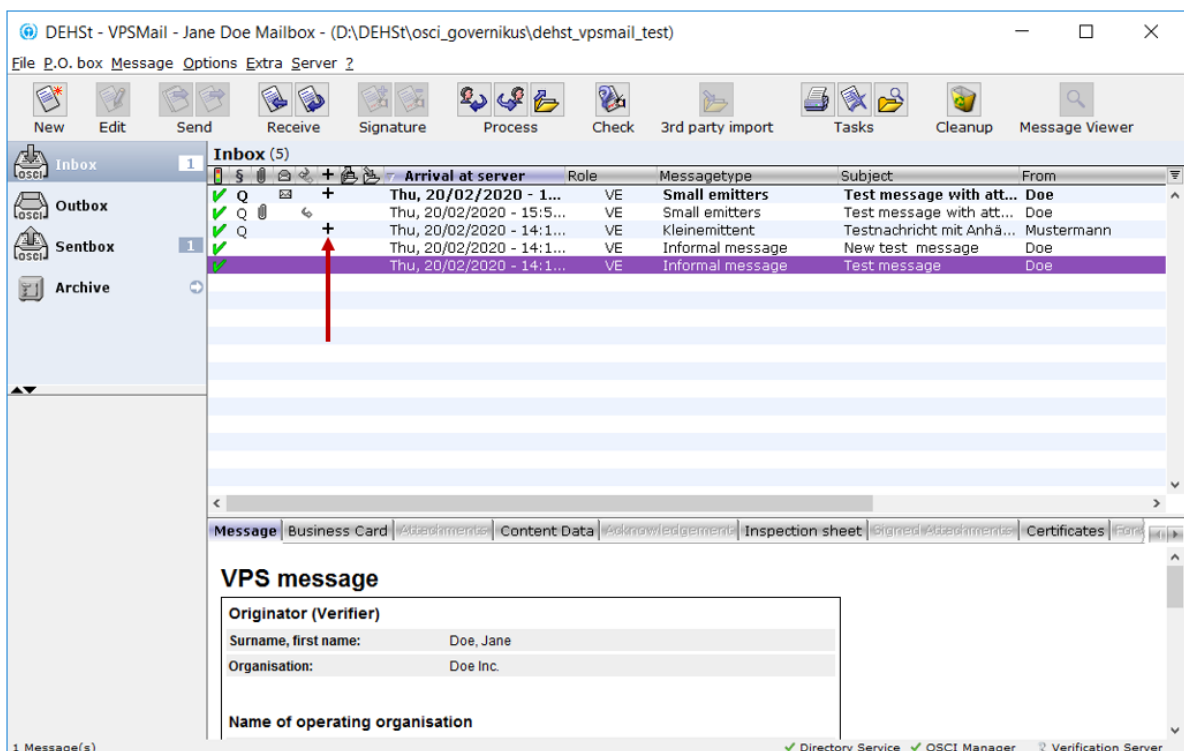 DEHSt - VPSMail - Jane Doe Mailbox - (D:\DEHSt\osci_governikus\dehst_vpsmail_test)
File P.O. box Message Options Extra Server ?
New Edit Send Receive Signature Process Check 3rd party import Tasks Cleanup Message Viewer
Inbox (5)
OSCI Inbox 1
§ Arrival at server Role Messagetype Subject From
Q + Thu, 20/02/2020 - 1... VE Small emitters Test message with att... Doe
Q Thu, 20/02/2020 - 15:5... VE Small emitters Test message with att... Doe
Q + Thu, 20/02/2020 - 14:1... VE Kleinemittent Testnachricht mit Anhä... Mustermann
Thu, 20/02/2020 - 14:1... VE Informal message New test message Doe
Thu, 20/02/2020 - 14:1... VE Informal message Test message Doe
OSCI Outbox
OSCI Sentbox 1
Archive
Message Business Card Attachments Content Data Acknowledgement Inspection sheet Signed Attachments Certificates
VPS message
Originator (Verifier)
Surname, first name: Doe, Jane
Organisation: Doe Inc.
Name of operating organisation
1 Message(s) Directory Service OSCI Manager Verification Server